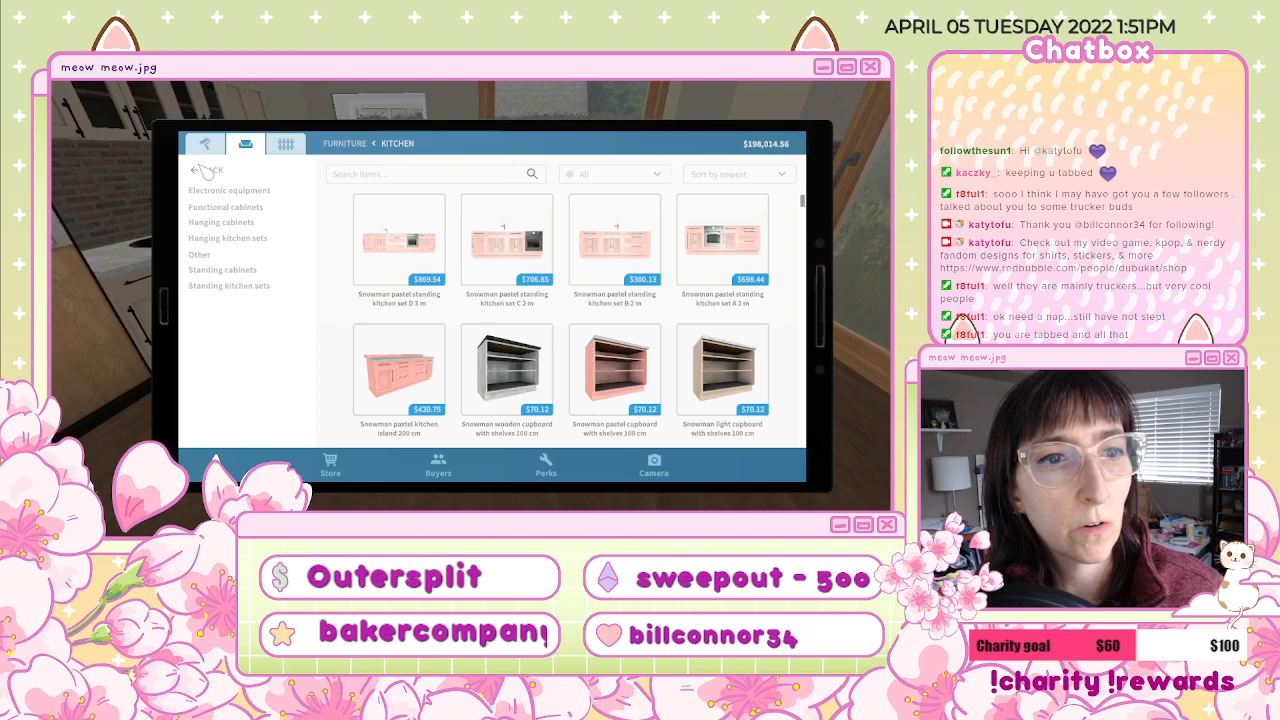 APRIL 05 TUESDAY 2022 1:51PM
meow meow.jpg
Chatbox
FURNITURE < KITCHEN
$198,014.56
Search items...
All
Sort by newest
Electronic equipment
Functional cabinets
Hanging cabinets
Hanging kitchen sets
Other
Standing cabinets
Standing kitchen sets
$869.54
$706.85
$300.13
$698.44
Snowman pastel standing
kitchen set D 3 m
Snowman pastel standing
kitchen set C 2 m
Snowman pastel standing
kitchen set B 2 m
Snowman pastel standing
kitchen set A 2 m
$420.75
$70.12
$70.12
$70.12
Snowman pastel kitchen
island 200 cm
Snowman wooden cupboard
with shelves 100 cm
Snowman pastel cupboard
with shelves 100 cm
Snowman light cupboard
with shelves 100 cm
Store
Buyers
Perks
Camera
followthesun1: Hi @katytofu
kaczky_: keeping u tabbed
f8ful1: sooo I think I may have got you a few followers .
talked about you to some trucker buds
katytofu: Thank you @billconnor34 for following!
katytofu: Check out my video game, kpop, & nerdy
fandom designs for shirts, stickers, & more
https://www.redbubble.com/people/dubukat/shop
f8ful1: well they are mainly truckers...but very cool
people
f8ful1: ok need a nap...still have not slept
f8ful1: you are tabbed and all that
meow meow.jpg
Outersplit
sweepout - 500
bakercompany
billconnor34
Charity goal
$60
$100
!charity !rewards